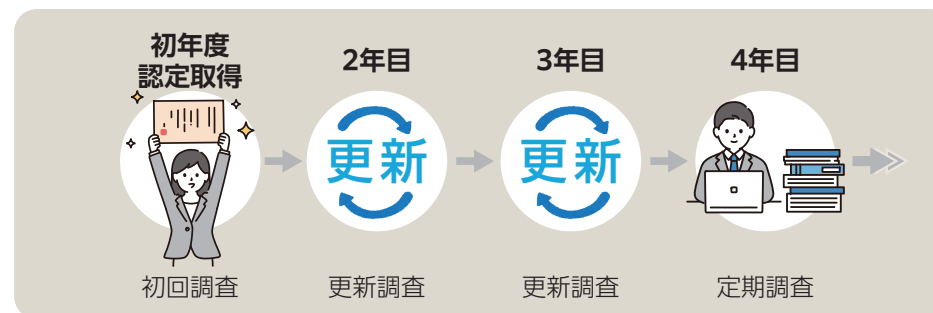 初年度
認定取得
2年目
3年目
4年目
更新
更新
初回調査
更新調査
更新調査
定期調査